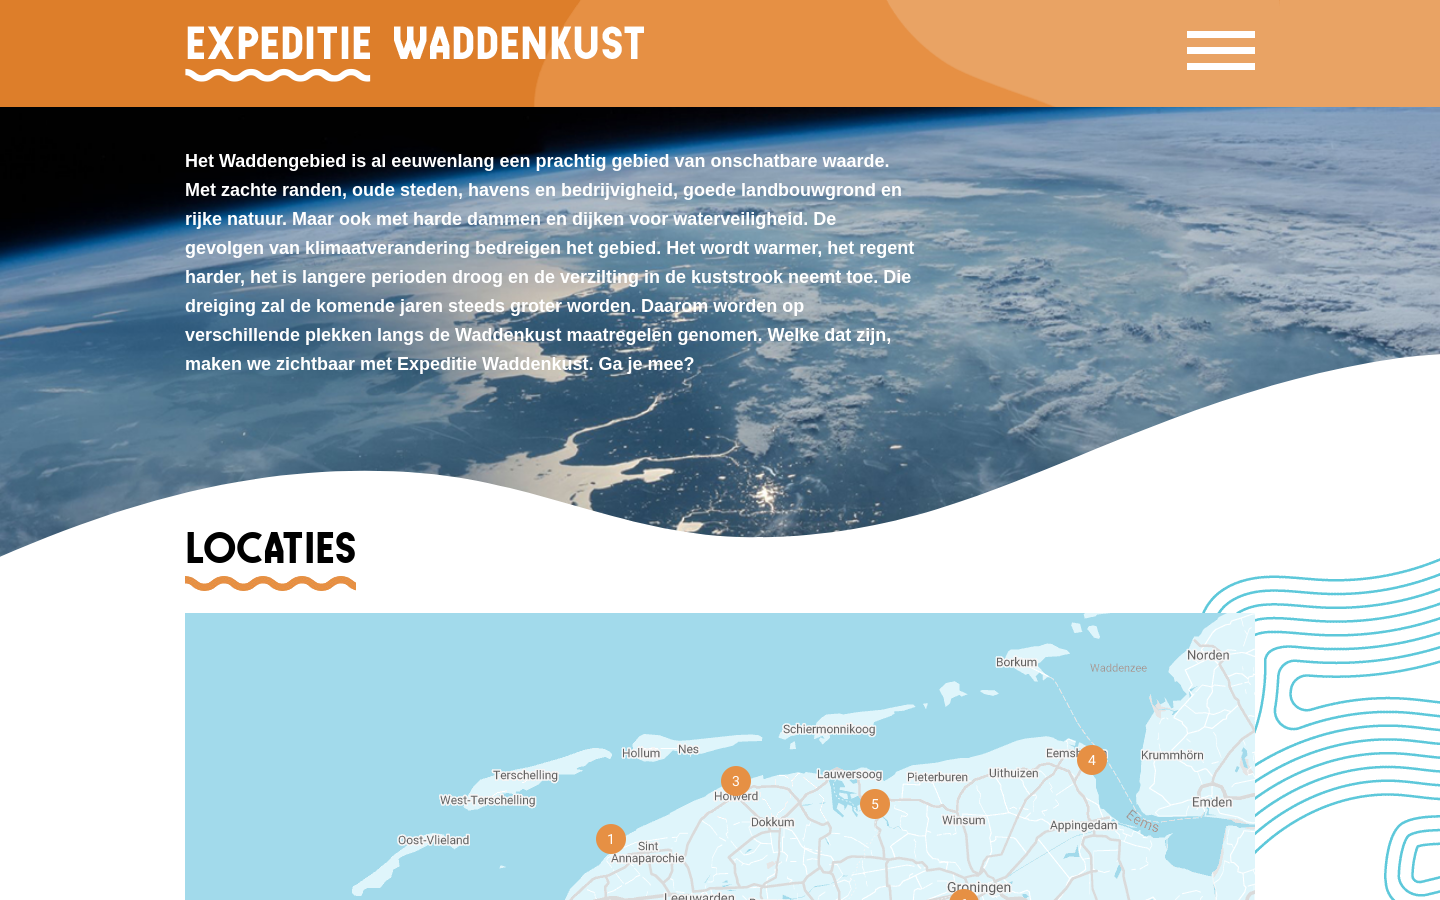 EXPEDITIE WADDENKUST
Het Waddengebied is al eeuwenlang een prachtig gebied van onschatbare waarde.
Met zachte randen, oude steden, havens en bedrijvigheid, goede landbouwgrond en
rijke natuur. Maar ook met harde dammen en dijken voor waterveiligheid. De
gevolgen van klimaatverandering bedreigen het gebied. Het wordt warmer, het regent
harder, het is langere perioden droog en de verzilting in de kuststrook neemt toe. Die
dreiging zal de komende jaren steeds groter worden. Daarom worden op
verschillende plekken langs de Waddenkust maatregelen genomen. Welke dat zijn,
maken we zichtbaar met Expeditie Waddenkust. Ga je mee?
LOCATIES
Norden
Borkum
Waddenzee
Schiermonnikoog
Hollum
Nes
Krummhörn
4
Terschelling
3
Lauwersoog
Pieterburen
Uithuizen
Holwerd
West-Terschelling
5
Emden
Dokkum
Winsum
Appingedam
Eems
1
Oost-Vlieland
Sint
Annaparochie
Groningen
Leeuwarden